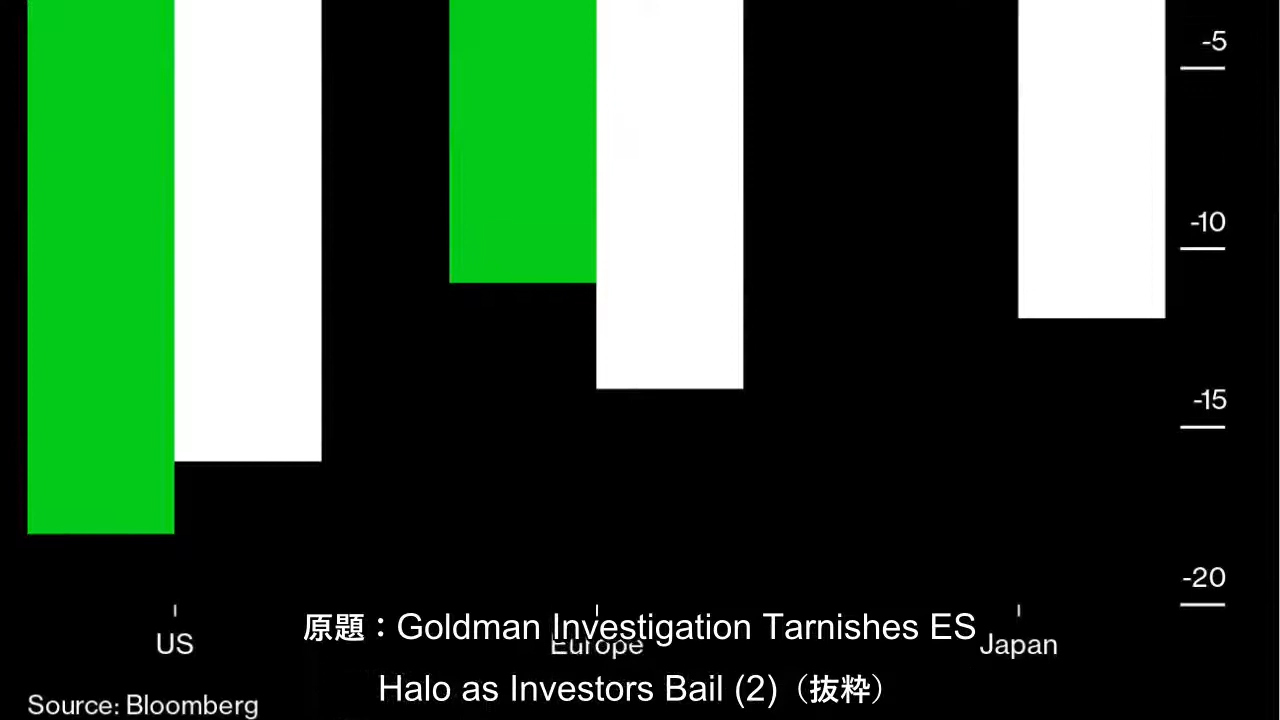 -5
-10
-15
-20
US
Europe
Japan
原題：Goldman Investigation Tarnishes ES
Halo as Investors Bail (2)（抜粋）
Source: Bloomberg